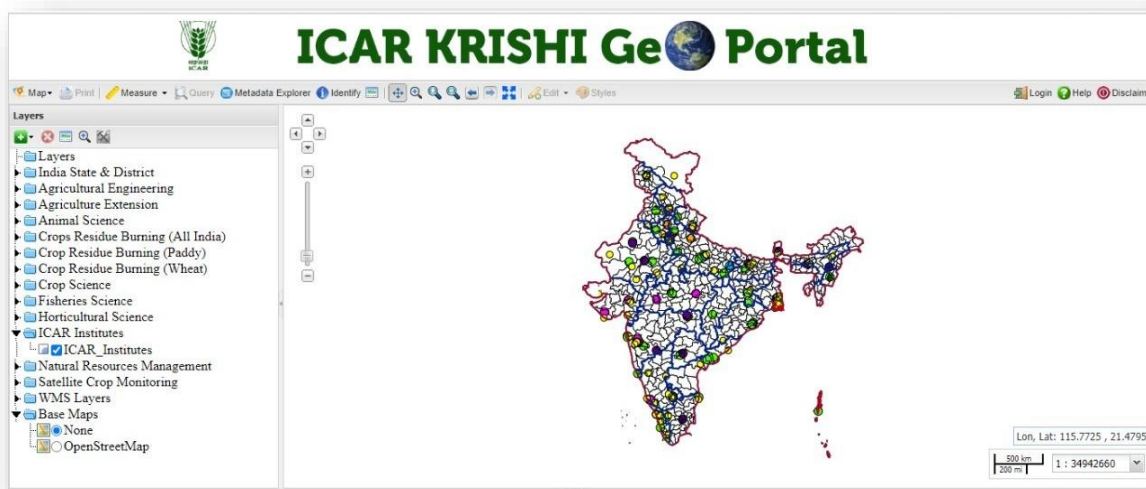 ICAR KRISHI Geo Portal
ICAR
Map Print Measure Query Metadata Explorer Identify Edit Styles Login Help Disclaim
Layers
Layers
India State & District
Agricultural Engineering
Agriculture Extension
Animal Science
Crops Residue Burning (All India)
Crop Residue Burning (Paddy)
Crop Residue Burning (Wheat)
Crop Science
Fisheries Science
Horticultural Science
ICAR Institutes
ICAR_Institutes
Natural Resources Management
Satellite Crop Monitoring
WMS Layers
Base Maps
None
OpenStreetMap
Lon, Lat: 115.7725 , 21.4795
500 km
200 mi
1 : 34942660